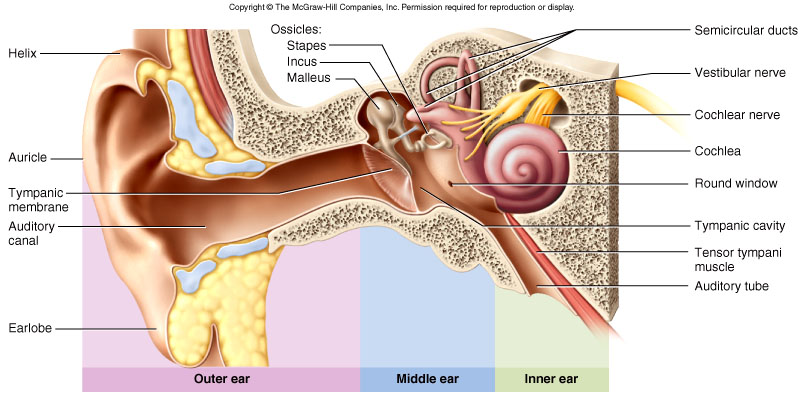 Copyright © The McGraw-Hill Companies, Inc. Permission required for reproduction or display.
Ossicles:
Stapes
Incus
Malleus
Helix
Auricle
Tympanic
membrane
Auditory
canal
Earlobe
Semicircular ducts
Vestibular nerve
Cochlear nerve
Cochlea
Round window
Tympanic cavity
Tensor tympani
muscle
Auditory tube
Outer ear
Middle ear
Inner ear